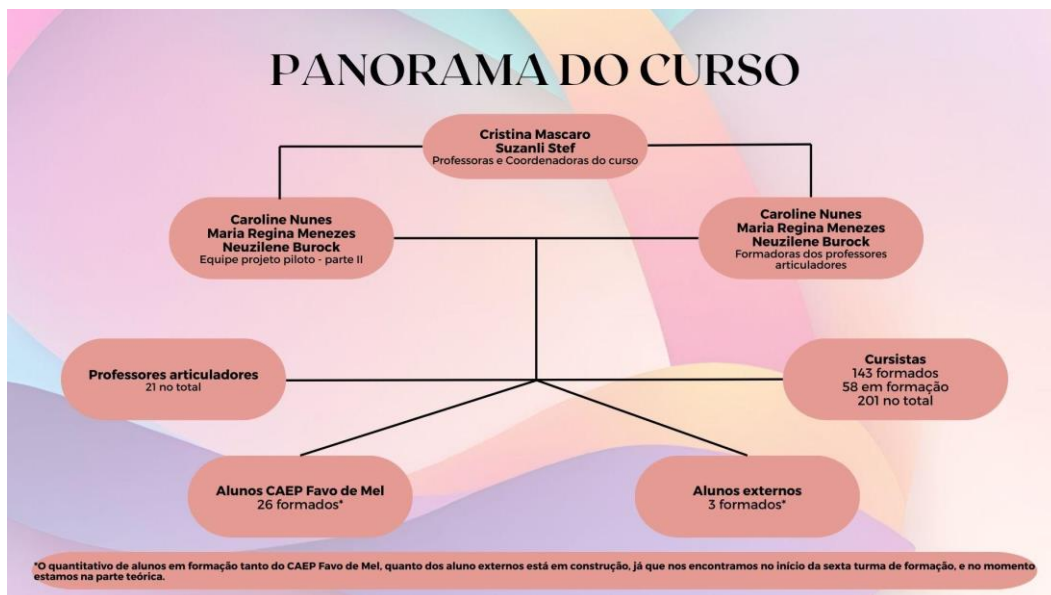 PANORAMA DO CURSO
Cristina Mascaro
Suzanli Stef
Professoras e Coordenadoras do curso
Caroline Nunes
Maria Regina Menezes
Neuzilene Burock
Equipe projeto piloto - parte II
Caroline Nunes
Maria Regina Menezes
Neuzilene Burock
Formadoras dos professores
articuladores
Professores articuladores
21 no total
Cursistas
143 formados
58 em formação
201 no total
Alunos CAEP Favo de Mel
26 formados*
Alunos externos
3 formados*
*O quantitativo de alunos em formação tanto do CAEP Favo de Mel, quanto dos aluno externos está em construção, já que nos encontramos no início da sexta turma de formação, e no momento
estamos na parte teórica.